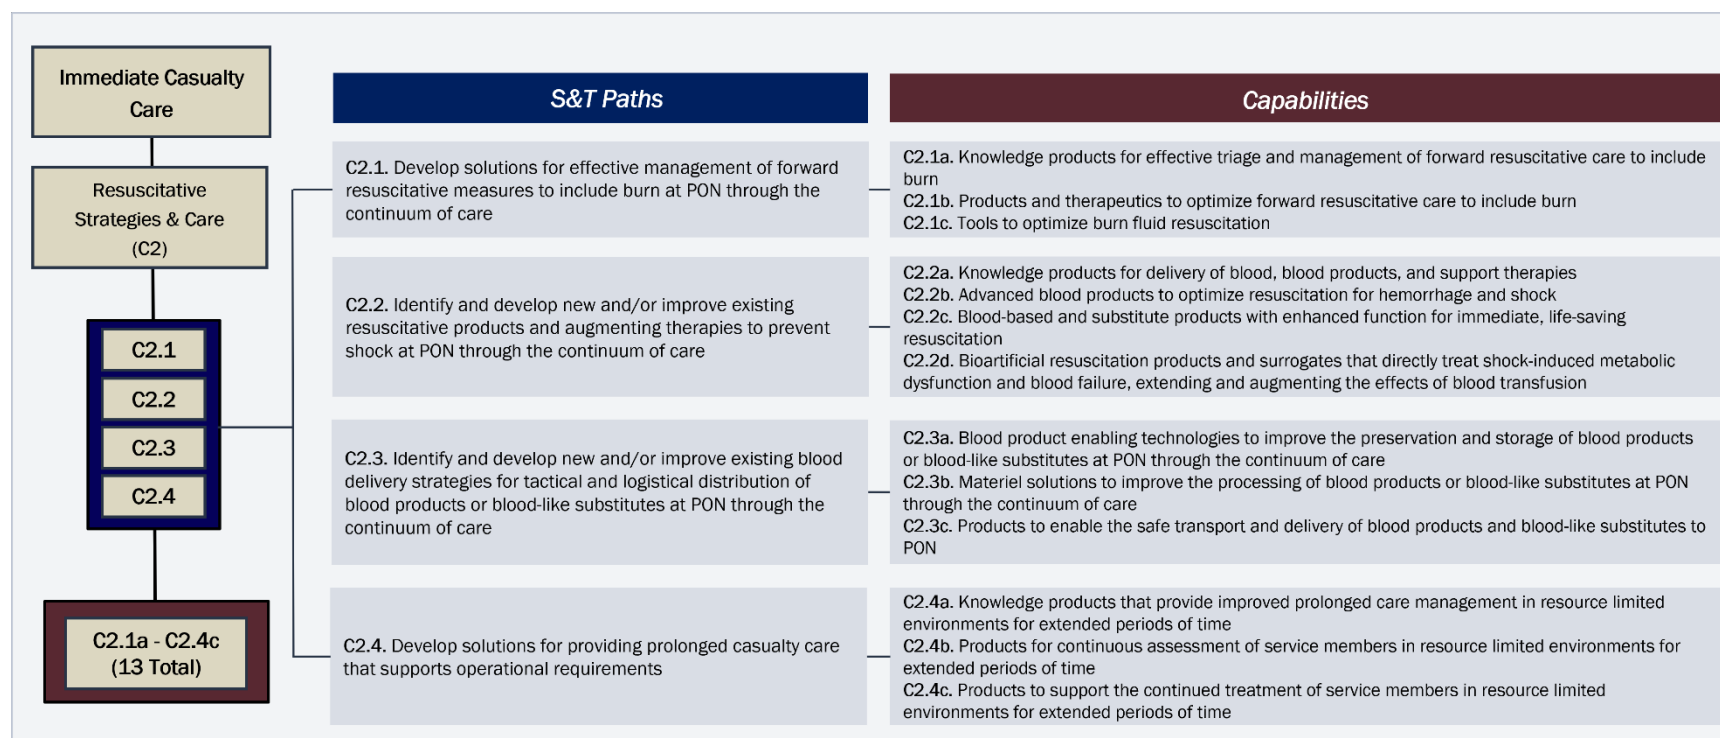 Immediate Casualty
Care
Resuscitative
Strategies & Care
(C2)
C2.1
C2.2
C2.3
C2.4
C2.1a - C2.4c
(13 Total)
S&T Paths
Capabilities
C2.1. Develop solutions for effective management of forward
resuscitative measures to include burn at PON through the
continuum of care
C2.1a. Knowledge products for effective triage and management of forward resuscitative care to include
burn
C2.1b. Products and therapeutics to optimize forward resuscitative care to include burn
C2.1c. Tools to optimize burn fluid resuscitation
C2.2. Identify and develop new and/or improve existing
resuscitative products and augmenting therapies to prevent
shock at PON through the continuum of care
C2.2a. Knowledge products for delivery of blood, blood products, and support therapies
C2.2b. Advanced blood products to optimize resuscitation for hemorrhage and shock
C2.2c. Blood-based and substitute products with enhanced function for immediate, life-saving
resuscitation
C2.2d. Bioartificial resuscitation products and surrogates that directly treat shock-induced metabolic
dysfunction and blood failure, extending and augmenting the effects of blood transfusion
C2.3. Identify and develop new and/or improve existing blood
delivery strategies for tactical and logistical distribution of
blood products or blood-like substitutes at PON through the
continuum of care
C2.3a. Blood product enabling technologies to improve the preservation and storage of blood products
or blood-like substitutes at PON through the continuum of care
C2.3b. Materiel solutions to improve the processing of blood products or blood-like substitutes at PON
through the continuum of care
C2.3c. Products to enable the safe transport and delivery of blood products and blood-like substitutes to
PON
C2.4. Develop solutions for providing prolonged casualty care
that supports operational requirements
C2.4a. Knowledge products that provide improved prolonged care management in resource limited
environments for extended periods of time
C2.4b. Products for continuous assessment of service members in resource limited environments for
extended periods of time
C2.4c. Products to support the continued treatment of service members in resource limited
environments for extended periods of time